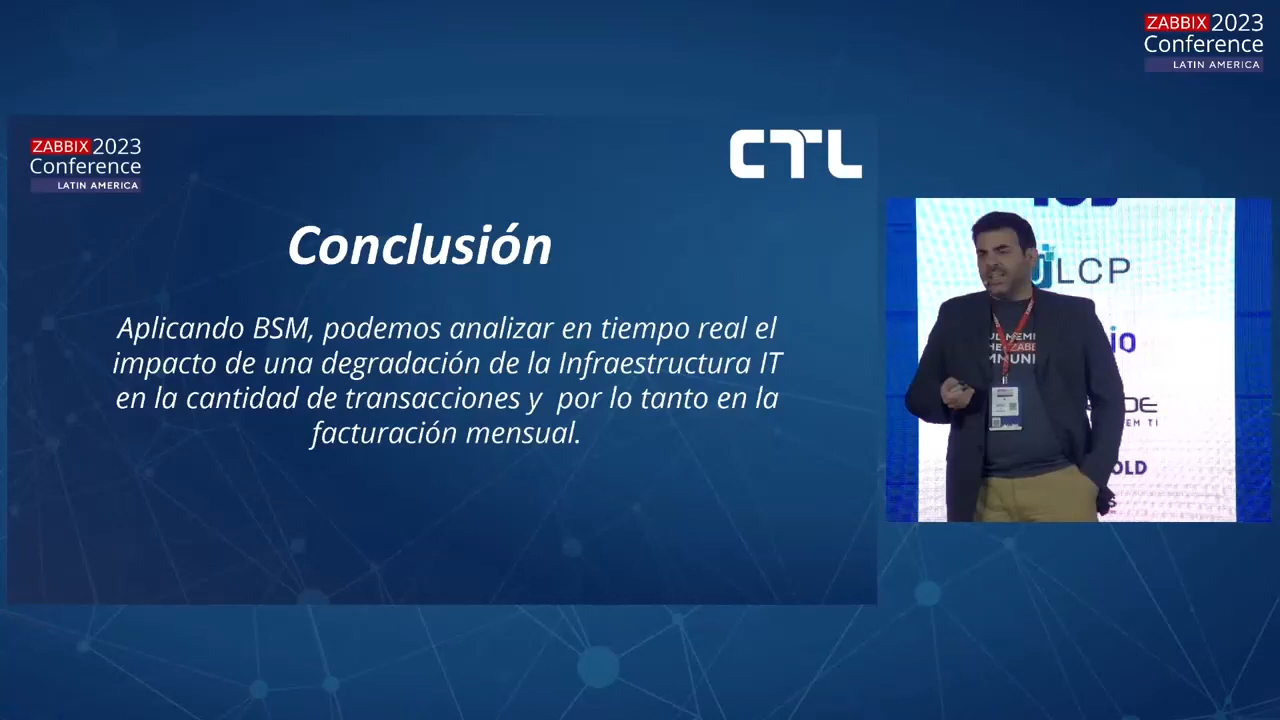 ZABBIX 2023
Conference
LATIN AMERICA
ZABBIX 2023
Conference
LATIN AMERICA
CTL
Conclusión
Aplicando BSM, podemos analizar en tiempo real el
impacto de una degradación de la Infraestructura IT
en la cantidad de transacciones y por lo tanto en la
facturación mensual.
LCP